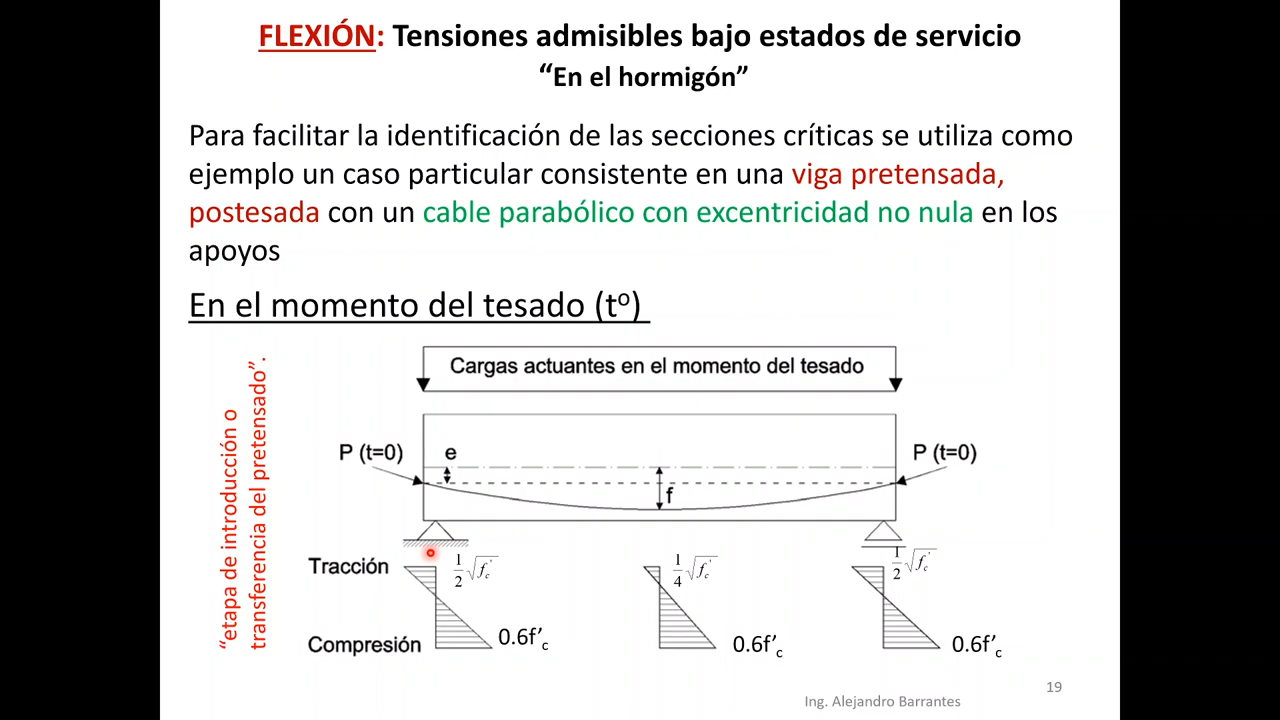 FLEXIÓN: Tensiones admisibles bajo estados de servicio
“En el hormigón”
Para facilitar la identificación de las secciones críticas se utiliza como
ejemplo un caso particular consistente en una viga pretensada,
postesada con un cable parabólico con excentricidad no nula en los
apoyos
En el momento del tesado (tº)
“etapa de introducción o
transferencia del pretensado”.
Cargas actuantes en el momento del tesado
P (t=0)
e
f
P (t=0)
Tracción
1/2 √f'c
1/4 √f'c
1/2 √f'c
Compresión
0.6f’c
0.6f’c
0.6f’c
19
Ing. Alejandro Barrantes